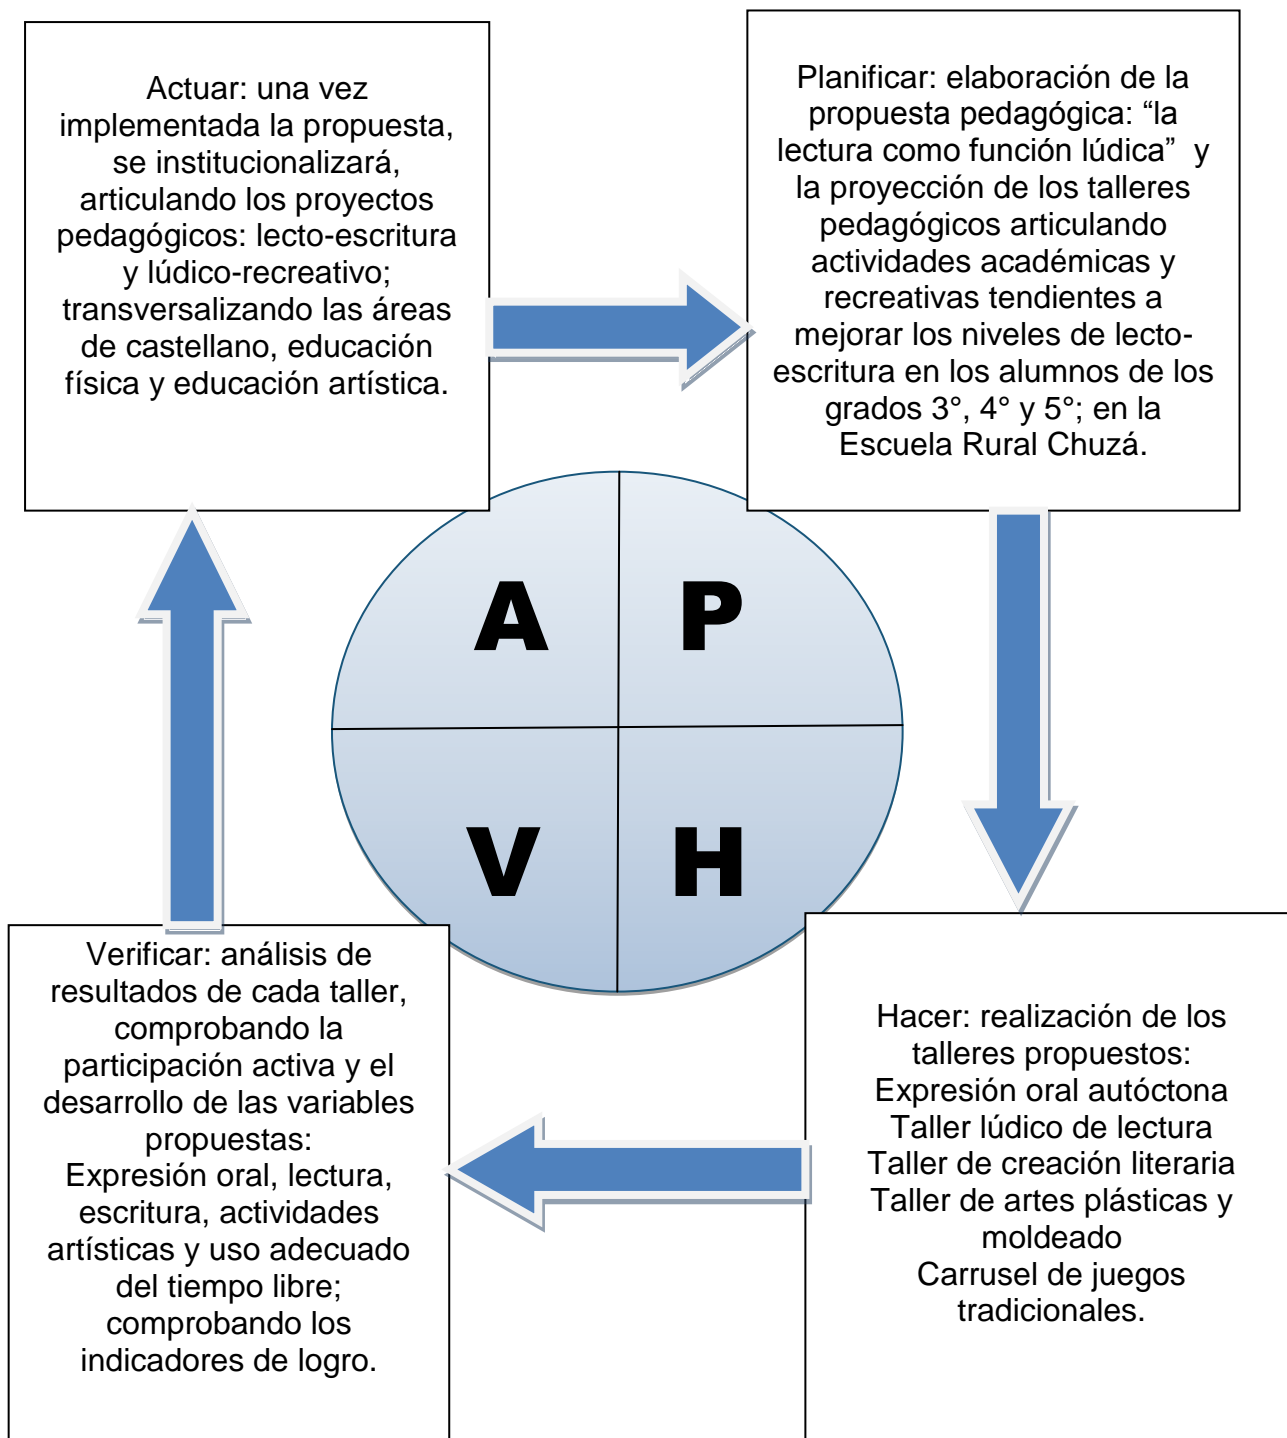 Actuar: una vez
implementada la propuesta,
se institucionalizará,
articulando los proyectos
pedagógicos: lecto-escritura
y lúdico-recreativo;
transversalizando las áreas
de castellano, educación
física y educación artística.
Planificar: elaboración de la
propuesta pedagógica: “la
lectura como función lúdica” y
la proyección de los talleres
pedagógicos articulando
actividades académicas y
recreativas tendientes a
mejorar los niveles de lecto-
escritura en los alumnos de los
grados 3°, 4° y 5°; en la
Escuela Rural Chuzá.
A
P
V
H
Verificar: análisis de
resultados de cada taller,
comprobando la
participación activa y el
desarrollo de las variables
propuestas:
Expresión oral, lectura,
escritura, actividades
artísticas y uso adecuado
del tiempo libre;
comprobando los
indicadores de logro.
Hacer: realización de los
talleres propuestos:
Expresión oral autóctona
Taller lúdico de lectura
Taller de creación literaria
Taller de artes plásticas y
moldeado
Carrusel de juegos
tradicionales.